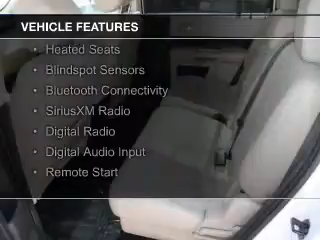 VEHICLE FEATURES
• Heated Seats
• Blindspot Sensors
• Bluetooth Connectivity
• SiriusXM Radio
• Digital Radio
• Digital Audio Input
• Remote Start